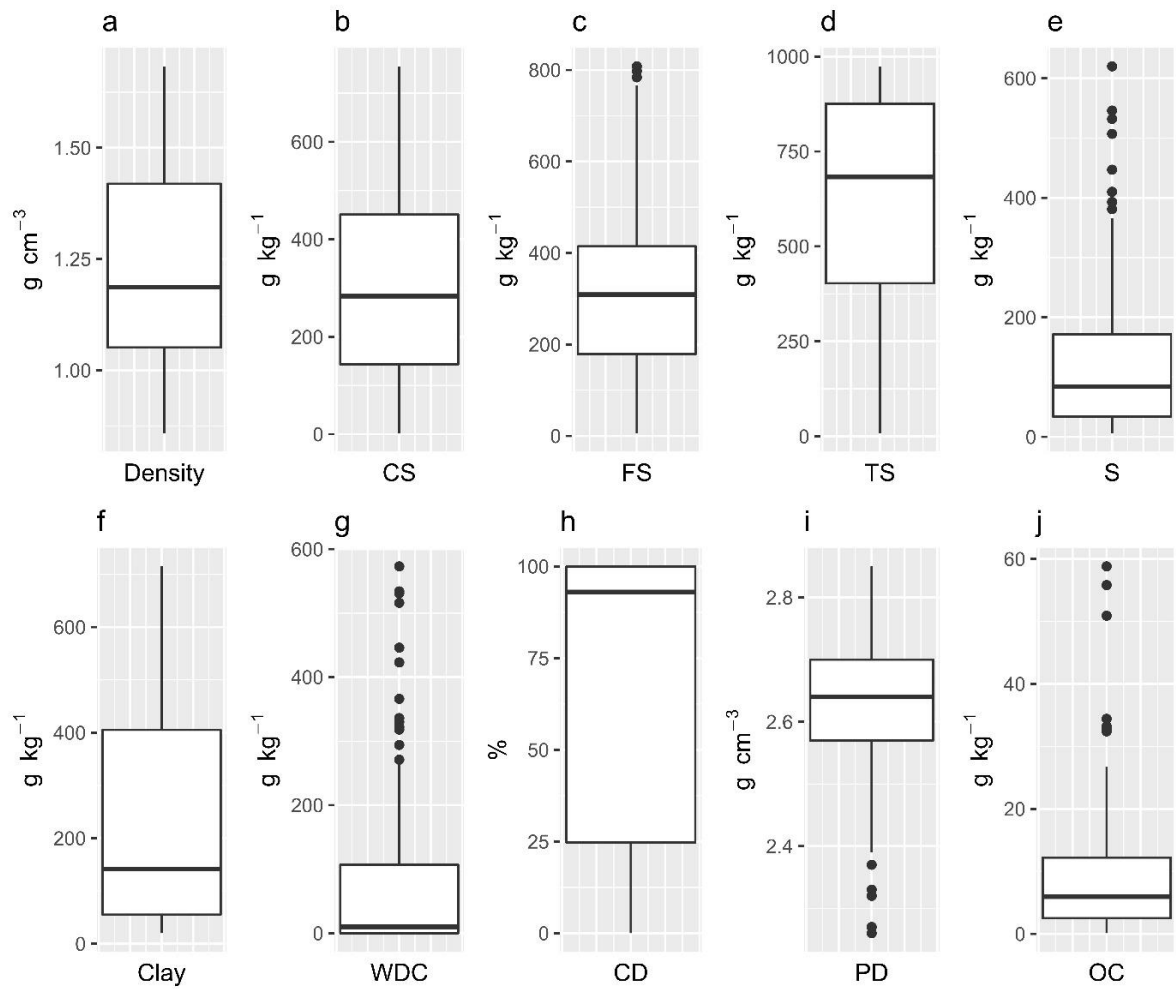 a b c d e
g cm−3
1.50
1.25
1.00
Density
g kg−1
600
400
200
0
CS
g kg−1
800
600
400
200
0
FS
g kg−1
1000
750
500
250
0
TS
g kg−1
600
400
200
0
S
f g h i j
g kg−1
600
400
200
0
Clay
g kg−1
600
400
200
0
WDC
%
100
75
50
25
0
CD
g cm−3
2.8
2.6
2.4
PD
g kg−1
60
40
20
0
OC